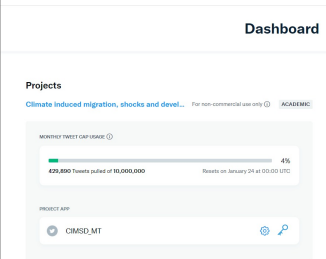 Dashboard
Projects
Climate induced migration, shocks and devel... For non-commercial use only ACADEMIC
MONTHLY TWEET CAP USAGE
4%
429,890 Tweets pulled of 10,000,000 Resets on January 24 at 00:00 UTC
PROJECT APP
CIMSD_MT